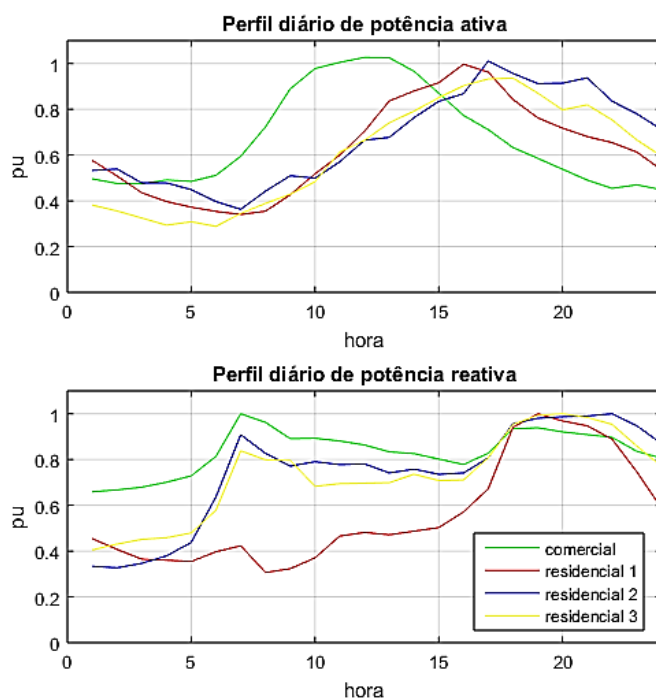 Perfil diário de potência ativa
1
0.8
0.6
0.4
0.2
0
pu
0 5 10 15 20
hora
Perfil diário de potência reativa
1
0.8
0.6
0.4
0.2
0
pu
0 5 10 15 20
hora
comercial
residencial 1
residencial 2
residencial 3